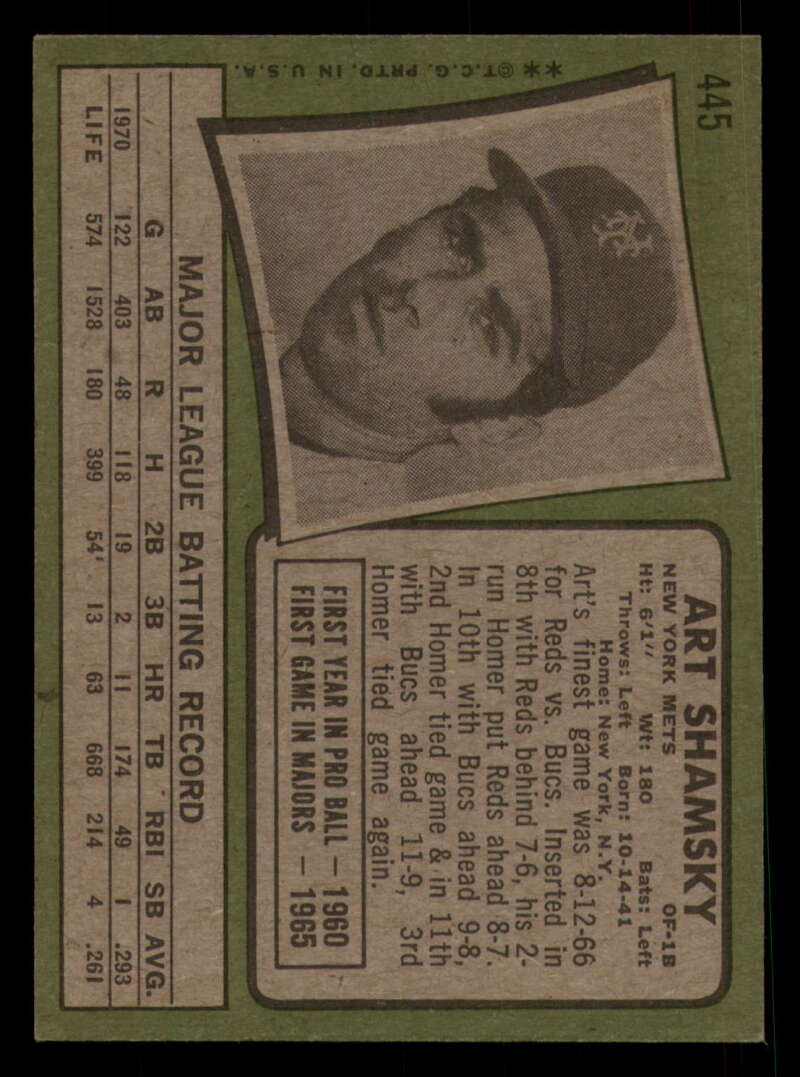 445
**©T.C.G. PRTD. IN U.S.A.
NY
ART SHAMSKY
NEW YORK METS OF-1B
Ht: 6'1" Wt: 180 Bats: Left
Throws: Left Born: 10-14-41
Home: New York, N.Y.
Art's finest game was 8-12-66
for Reds vs. Bucs. Inserted in
8th with Reds behind 7-6, his 2-
run Homer put Reds ahead 8-7.
In 10th with Bucs ahead 9-8,
2nd Homer tied game & in 11th
with Bucs ahead 11-9, 3rd
Homer tied game again.
FIRST YEAR IN PRO BALL — 1960
FIRST GAME IN MAJORS — 1965
MAJOR LEAGUE BATTING RECORD
G AB R H 2B 3B HR TB RBI SB AVG.
1970 122 403 48 118 19 2 11 174 49 1 .293
LIFE 574 1528 180 399 54 13 63 668 214 4 .261